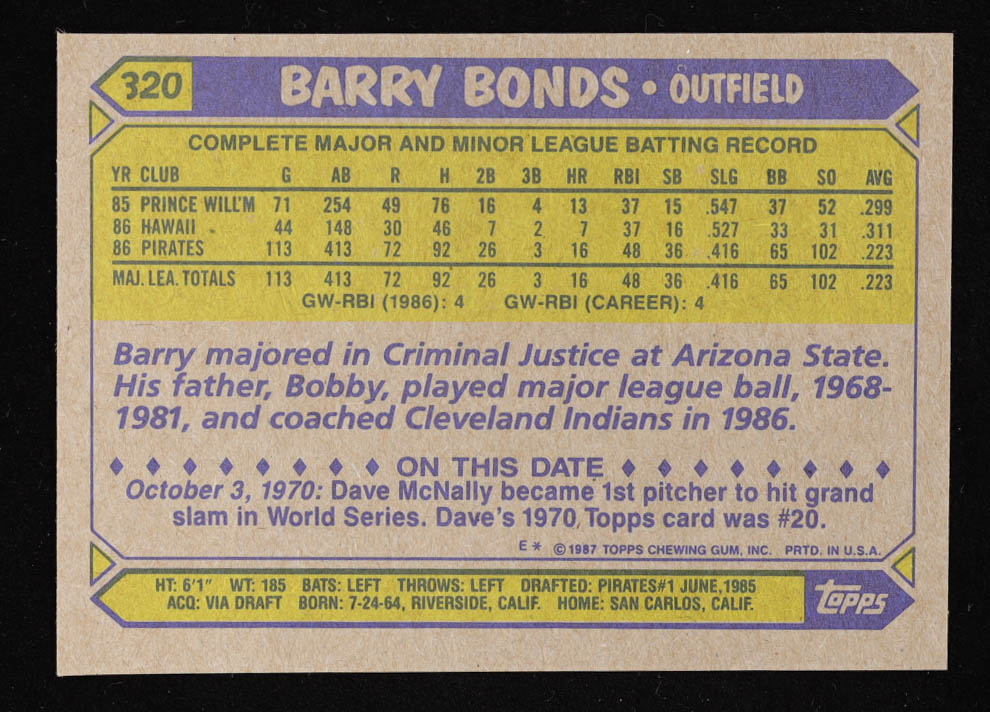 320 BARRY BONDS • OUTFIELD
COMPLETE MAJOR AND MINOR LEAGUE BATTING RECORD
YR CLUB G AB R H 2B 3B HR RBI SB SLG BB SO AVG
85 PRINCE WILL'M 71 254 49 76 16 4 13 37 15 .547 37 52 .299
86 HAWAII 44 148 30 46 7 2 7 37 16 .527 33 31 .311
86 PIRATES 113 413 72 92 26 3 16 48 36 .416 65 102 .223
MAJ. LEA. TOTALS 113 413 72 92 26 3 16 48 36 .416 65 102 .223
GW-RBI (1986): 4 GW-RBI (CAREER): 4
Barry majored in Criminal Justice at Arizona State.
His father, Bobby, played major league ball, 1968-
1981, and coached Cleveland Indians in 1986.
♦ ♦ ♦ ♦ ♦ ♦ ♦ ♦ ON THIS DATE ♦ ♦ ♦ ♦ ♦ ♦ ♦ ♦
October 3, 1970: Dave McNally became 1st pitcher to hit grand
slam in World Series. Dave's 1970 Topps card was #20.
E * © 1987 TOPPS CHEWING GUM, INC. PRTD. IN U.S.A.
HT: 6'1" WT: 185 BATS: LEFT THROWS: LEFT DRAFTED: PIRATES#1 JUNE, 1985
ACQ: VIA DRAFT BORN: 7-24-64, RIVERSIDE, CALIF. HOME: SAN CARLOS, CALIF.
Topps